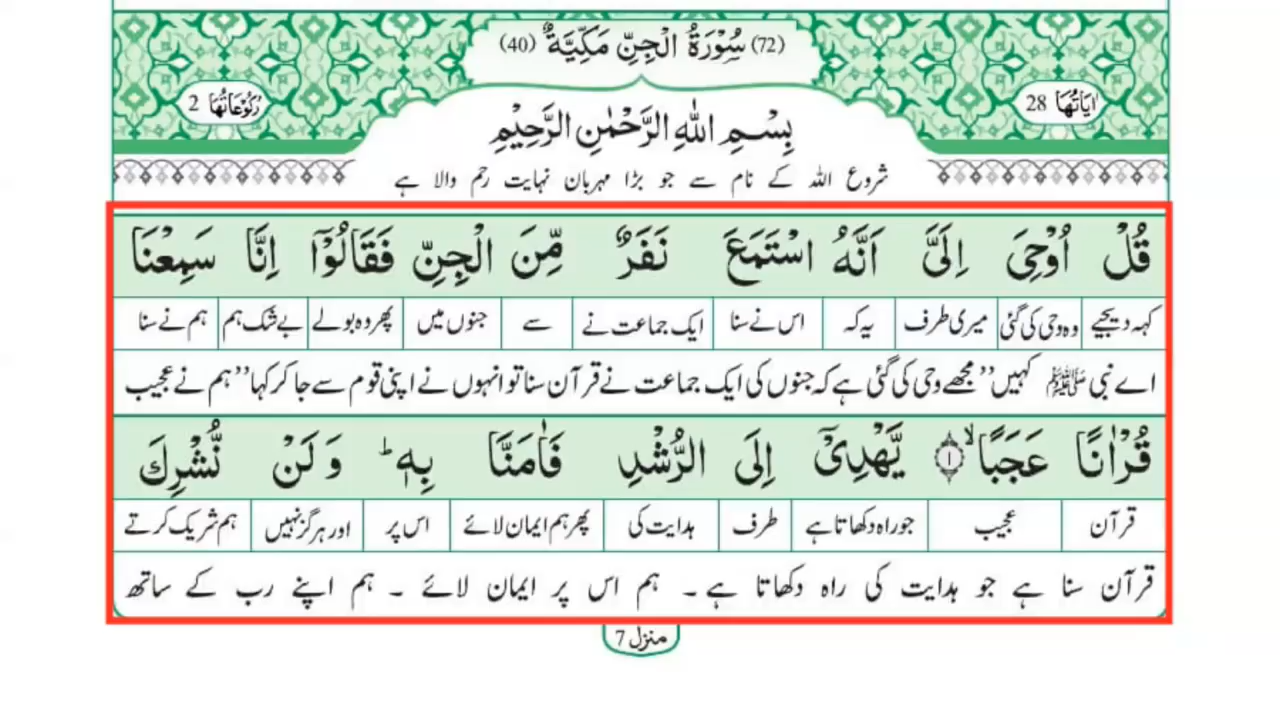 (72) سُوْرَةُ الْجِنِّ مَكِّيَّةٌ (40)
اٰيَاتُهَا 28
رُكُوْعَاتُهَا 2
بِسْمِ اللّٰهِ الرَّحْمٰنِ الرَّحِيْمِ
شروع اللہ کے نام سے جو بڑا مہربان نہایت رحم والا ہے
قُلْ اُوْحِيَ اِلَيَّ اَنَّهُ اسْتَمَعَ نَفَرٌ مِّنَ الْجِنِّ فَقَالُوْۤا اِنَّا سَمِعْنَا
کہہ دیجیے وہ وحی کی گئی میری طرف یہ کہ اس نے سنا ایک جماعت نے سے جنوں میں پھر وہ بولے بے شک ہم ہم نے سنا
اے نبی ﷺ کہیں ”مجھے وحی کی گئی ہے کہ جنوں کی ایک جماعت نے قرآن سنا تو انہوں نے اپنی قوم سے جا کر کہا ”ہم نے عجیب
قُرْاٰنًا عَجَبًا ۙ‏ ۝۱ يَّهْدِيْۤ اِلَى الرُّشْدِ فَاٰمَنَّا بِهٖ ؕ وَلَنْ نُّشْرِكَ
قرآن عجیب جو راہ دکھاتا ہے طرف ہدایت کی پھر ہم ایمان لائے اس پر اور ہرگز نہیں ہم شریک کرتے
قرآن سنا ہے جو ہدایت کی راہ دکھاتا ہے۔ ہم اس پر ایمان لائے ۔ ہم اپنے رب کے ساتھ
منزل 7